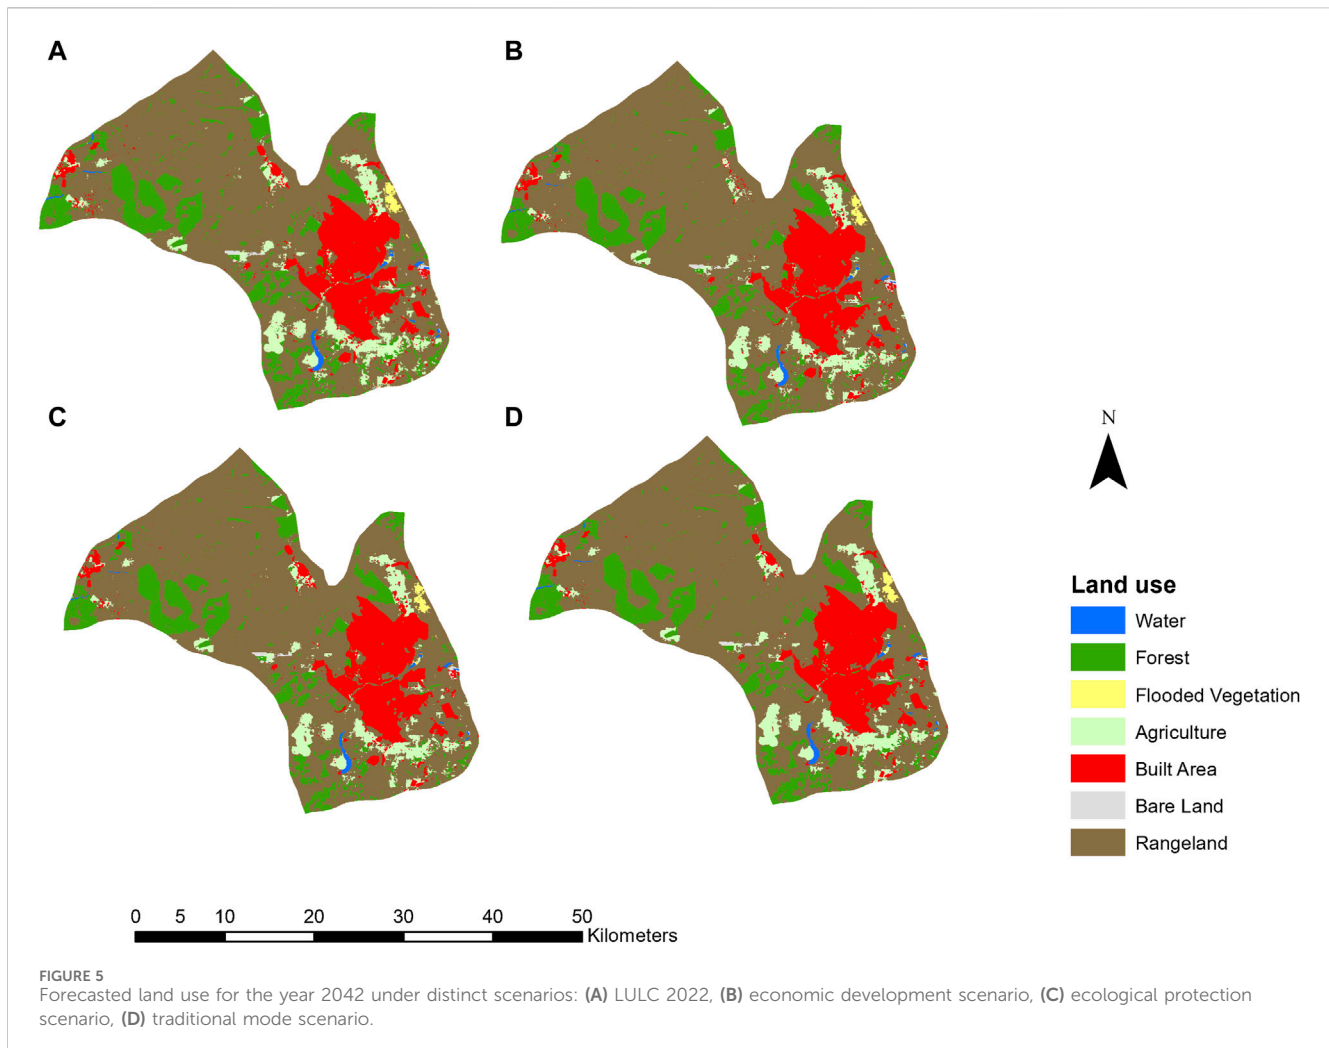 A
B
C
D
N
Land use
Water
Forest
Flooded Vegetation
Agriculture
Built Area
Bare Land
Rangeland
0 5 10 20 30 40 50
Kilometers
FIGURE 5
Forecasted land use for the year 2042 under distinct scenarios: (A) LULC 2022, (B) economic development scenario, (C) ecological protection
scenario, (D) traditional mode scenario.